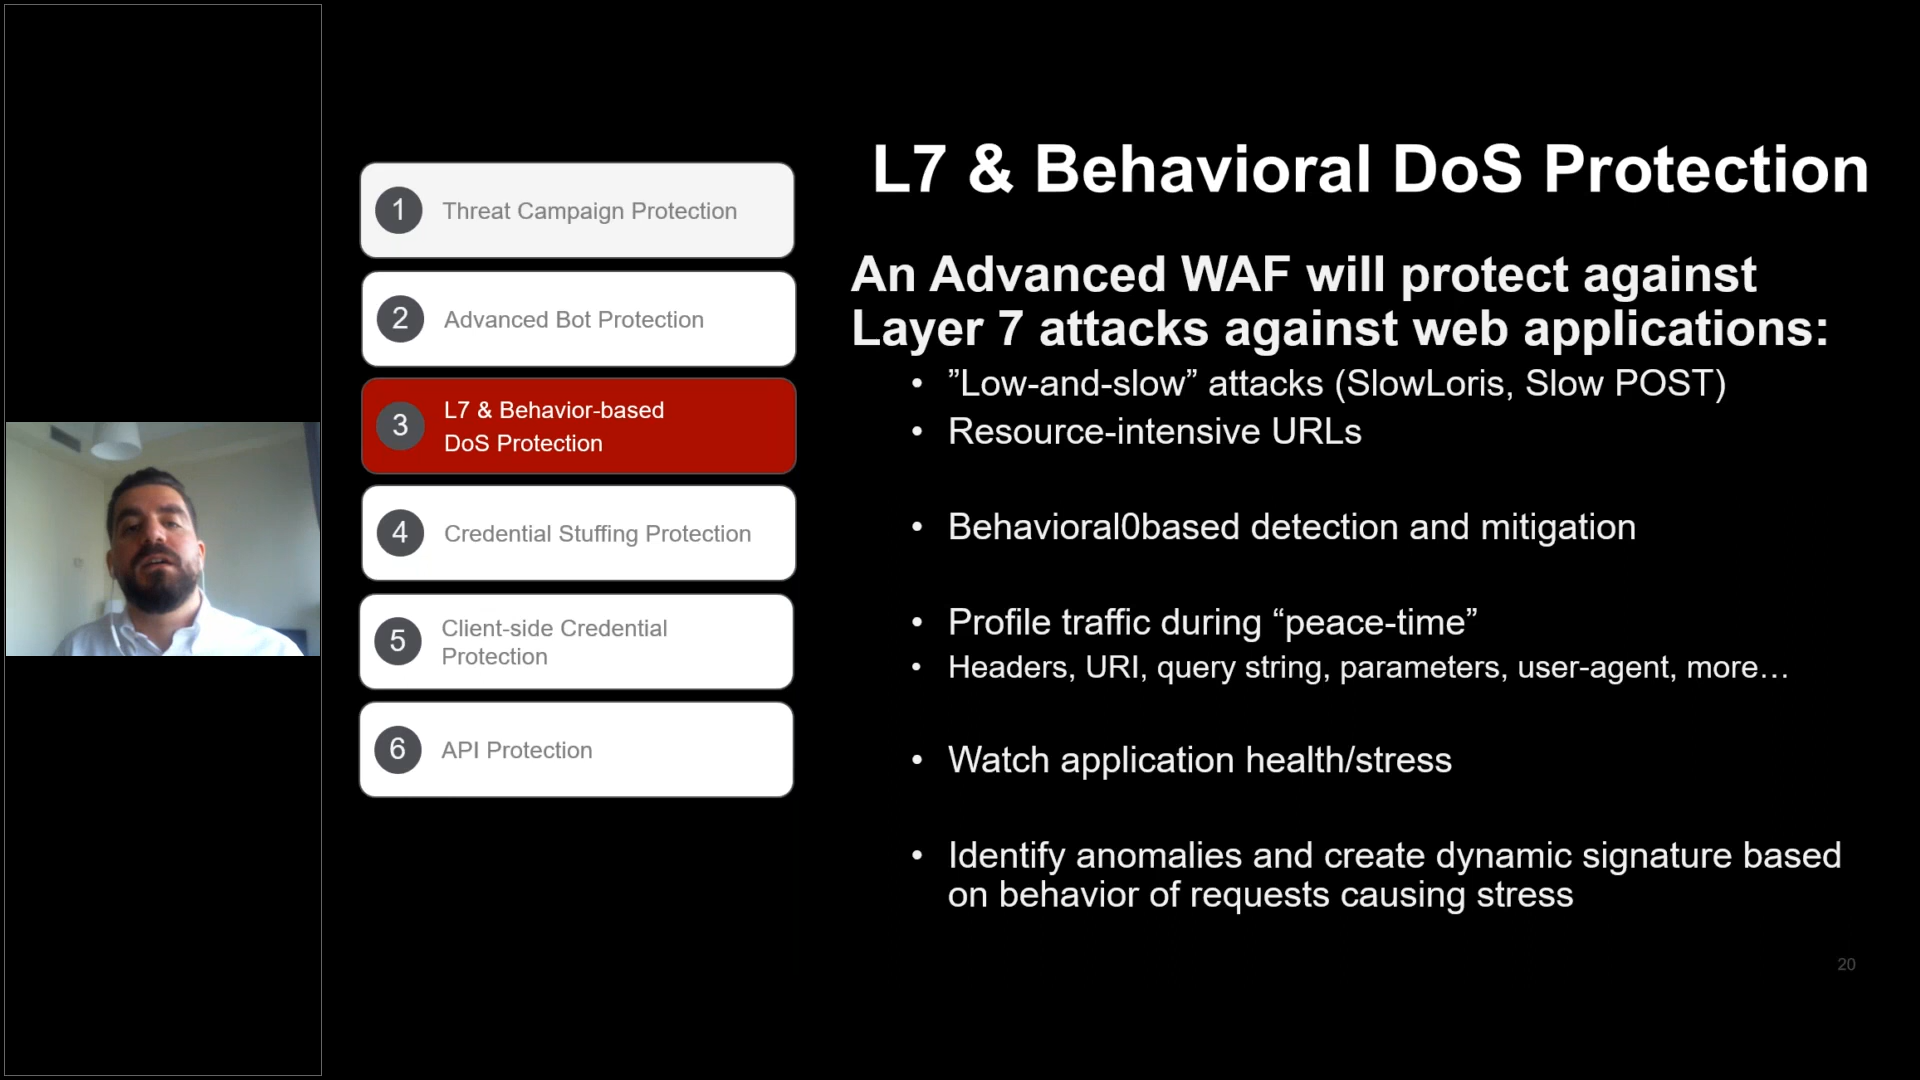 1
Threat Campaign Protection
2
Advanced Bot Protection
3
L7 & Behavior-based
DoS Protection
4
Credential Stuffing Protection
5
Client-side Credential
Protection
6
API Protection
L7 & Behavioral DoS Protection
An Advanced WAF will protect against
Layer 7 attacks against web applications:
• ”Low-and-slow” attacks (SlowLoris, Slow POST)
• Resource-intensive URLs
• Behavioral0based detection and mitigation
• Profile traffic during “peace-time”
• Headers, URI, query string, parameters, user-agent, more…
• Watch application health/stress
• Identify anomalies and create dynamic signature based
on behavior of requests causing stress
20